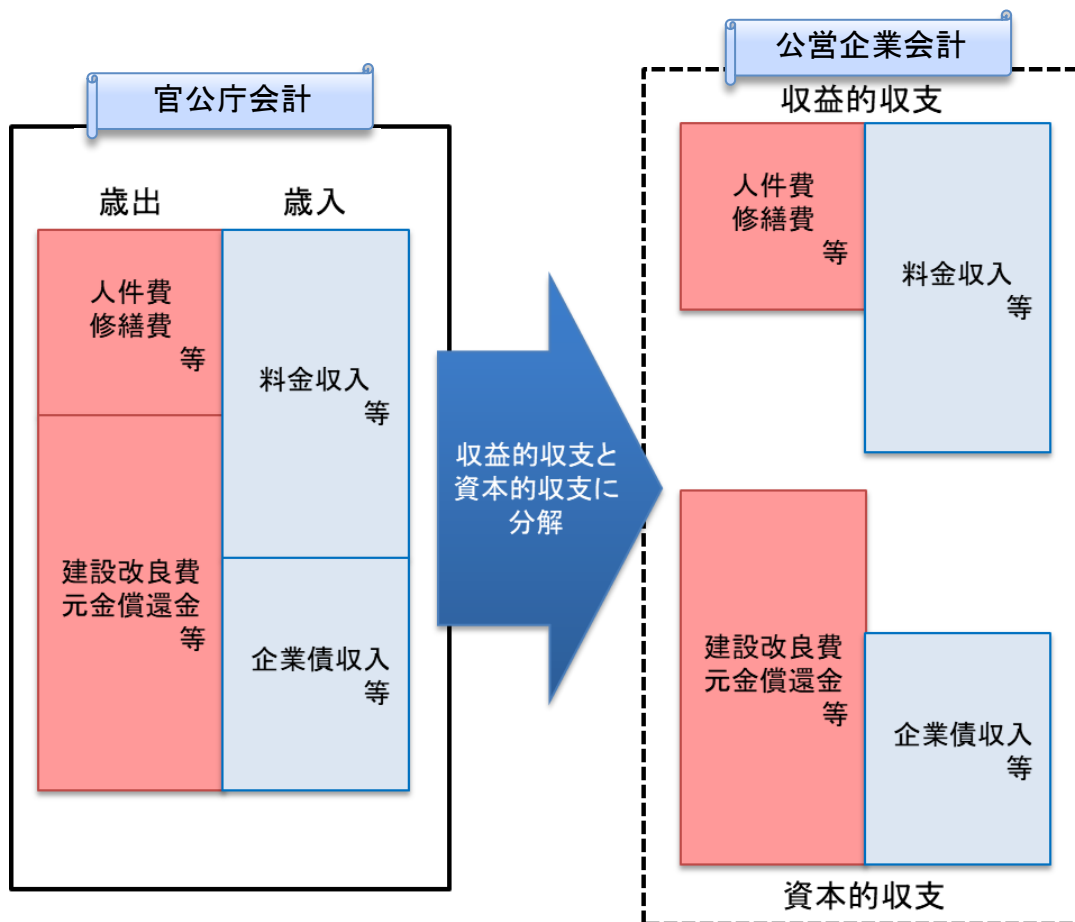 官公庁会計
歳出
歳入
人件費
修繕費
等
料金収入
等
建設改良費
元金償還金
等
企業債収入
等
収益的収支と
資本的収支に
分解
公営企業会計
収益的収支
人件費
修繕費
等
料金収入
等
建設改良費
元金償還金
等
企業債収入
等
資本的収支